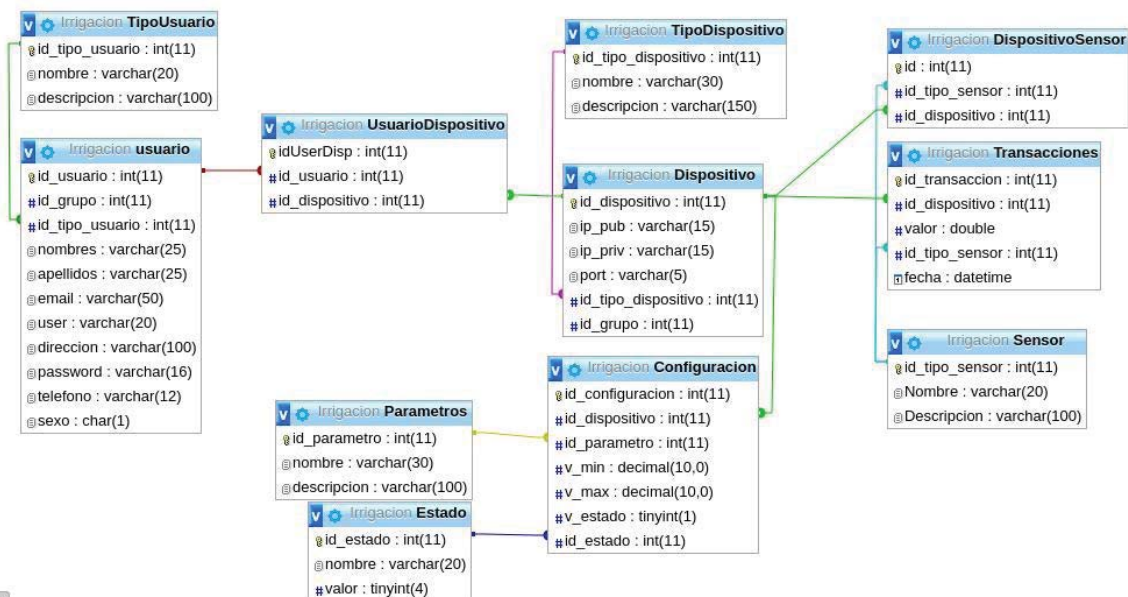 Irrigacion TipoUsuario
id_tipo_usuario : int(11)
nombre : varchar(20)
descripcion : varchar(100)
Irrigacion usuario
id_usuario : int(11)
id_grupo : int(11)
id_tipo_usuario : int(11)
nombres : varchar(25)
apellidos : varchar(25)
email : varchar(50)
user : varchar(20)
direccion : varchar(100)
password : varchar(16)
telefono : varchar(12)
sexo : char(1)
Irrigacion UsuarioDispositivo
idUserDisp : int(11)
id_usuario : int(11)
id_dispositivo : int(11)
Irrigacion TipoDispositivo
id_tipo_dispositivo : int(11)
nombre : varchar(30)
descripcion : varchar(150)
Irrigacion Dispositivo
id_dispositivo : int(11)
ip_pub : varchar(15)
ip_priv : varchar(15)
port : varchar(5)
id_tipo_dispositivo : int(11)
id_grupo : int(11)
Irrigacion DispositivoSensor
id : int(11)
id_tipo_sensor : int(11)
id_dispositivo : int(11)
Irrigacion Transacciones
id_transaccion : int(11)
id_dispositivo : int(11)
valor : double
id_tipo_sensor : int(11)
fecha : datetime
Irrigacion Sensor
id_tipo_sensor : int(11)
Nombre : varchar(20)
Descripcion : varchar(100)
Irrigacion Configuracion
id_configuracion : int(11)
id_dispositivo : int(11)
id_parametro : int(11)
v_min : decimal(10,0)
v_max : decimal(10,0)
v_estado : tinyint(1)
id_estado : int(11)
Irrigacion Parametros
id_parametro : int(11)
nombre : varchar(30)
descripcion : varchar(100)
Irrigacion Estado
id_estado : int(11)
nombre : varchar(20)
valor : tinyint(4)